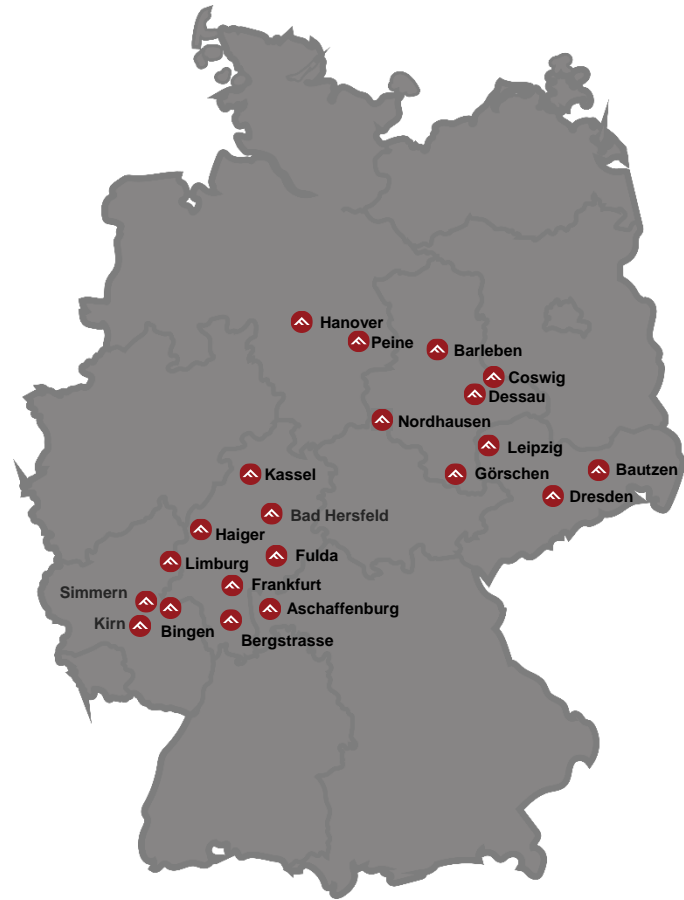 Hanover
Peine
Barleben
Coswig
Dessau
Nordhausen
Leipzig
Bautzen
Kassel
Görschen
Dresden
Bad Hersfeld
Haiger
Fulda
Limburg
Frankfurt
Simmern
Aschaffenburg
Kirn
Bingen
Bergstrasse